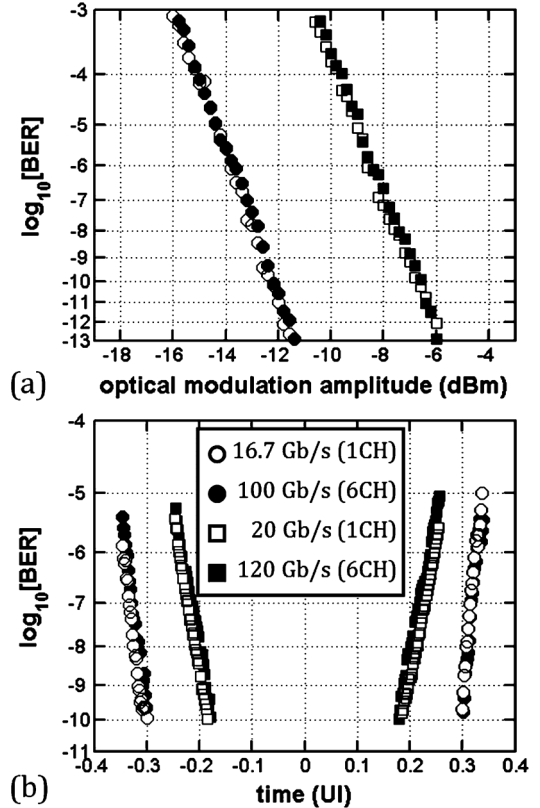 -3
-4
-5
-6
-7
-8
-9
-10
-11
-12
-13
log10[BER]
-18 -16 -14 -12 -10 -8 -6 -4
(a) optical modulation amplitude (dBm)
-4
-5
-6
-7
-8
-9
-10
-11
log10[BER]
16.7 Gb/s (1CH)
100 Gb/s (6CH)
20 Gb/s (1CH)
120 Gb/s (6CH)
-0.4 -0.3 -0.2 -0.1 0 0.1 0.2 0.3 0.4
(b) time (UI)